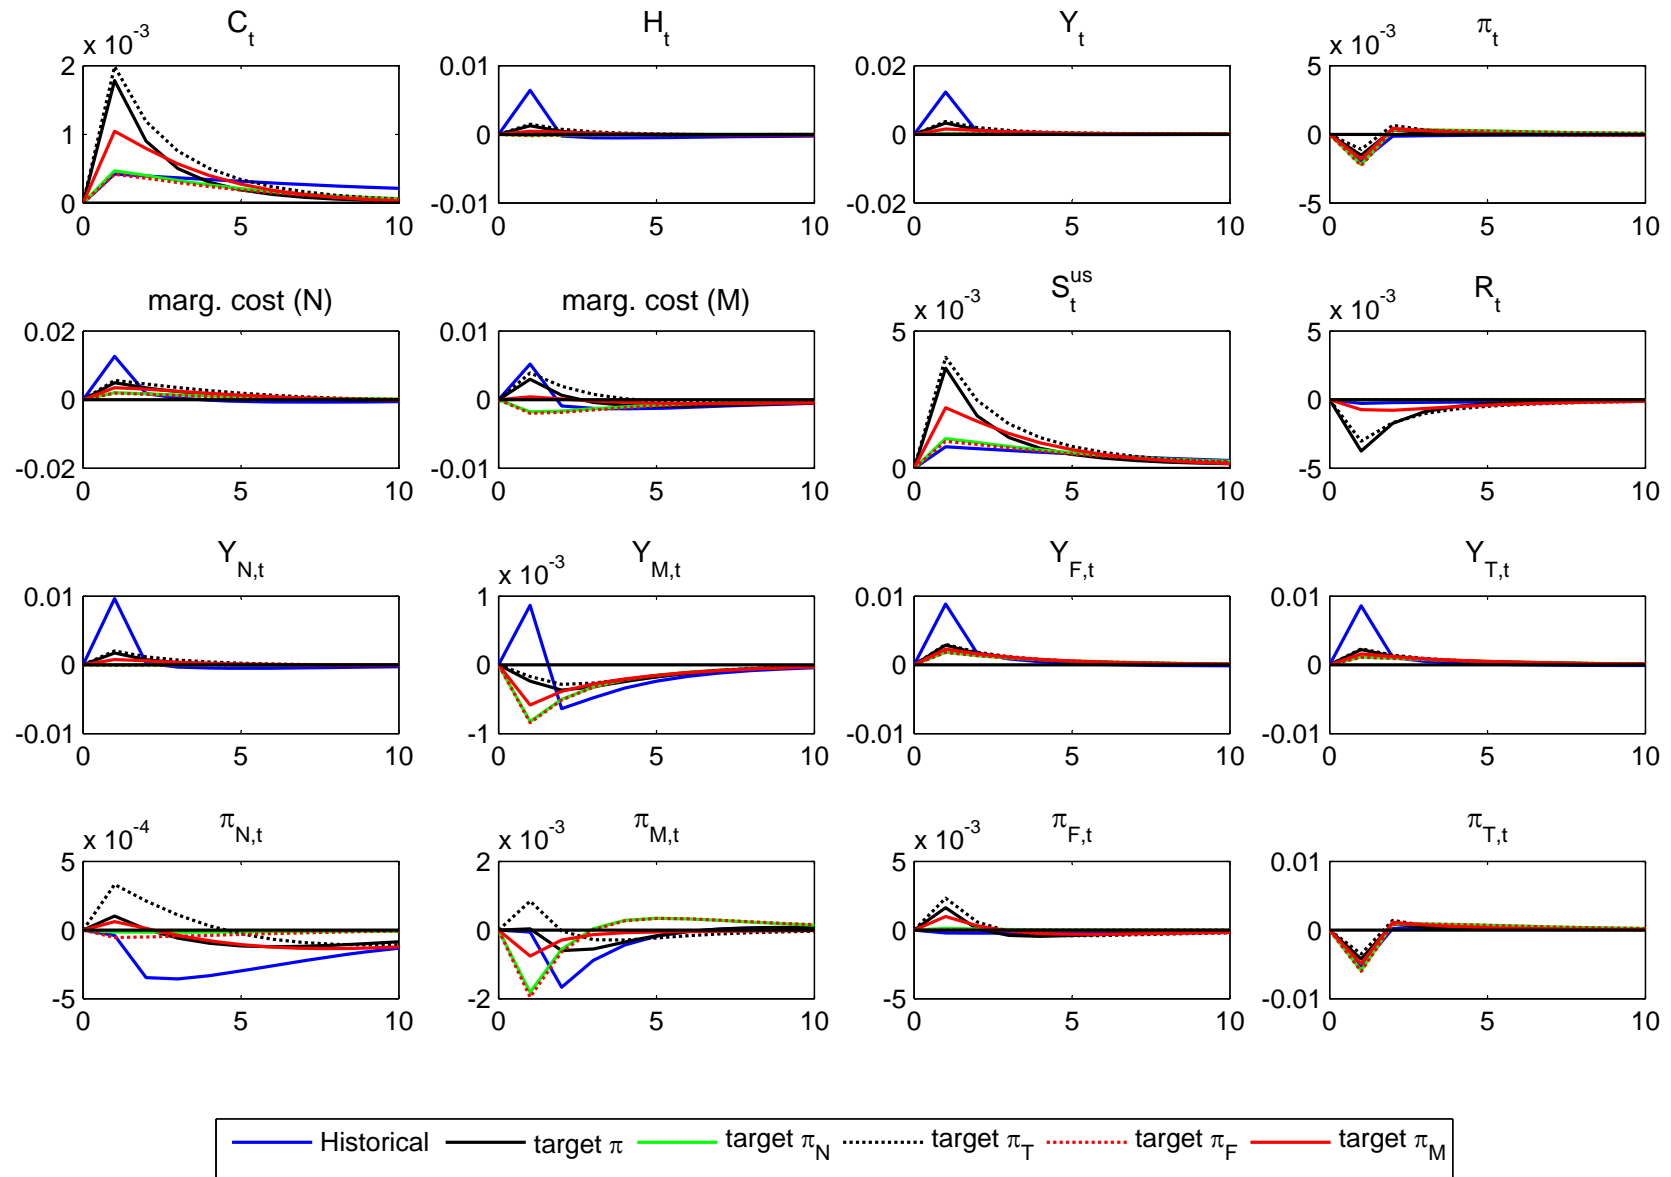 C_t H_t Y_t π_t
x 10^-3 x 10^-3
2 0.01 0.02 5
1 0 0 0
0 -0.01 -0.02 -5
0 5 10 0 5 10 0 5 10 0 5 10
marg. cost (N) marg. cost (M) S_t^us R_t
x 10^-3 x 10^-3
0.02 0.01 5 5
0 0 0
-0.02 -0.01 0 -5
0 5 10 0 5 10 0 5 10 0 5 10
Y_N,t Y_M,t Y_F,t Y_T,t
x 10^-3
0.01 1 0.01 0.01
0 0 0 0
-0.01 -1 -0.01 -0.01
0 5 10 0 5 10 0 5 10 0 5 10
π_N,t π_M,t π_F,t π_T,t
x 10^-4 x 10^-3 x 10^-3
5 2 5 0.01
0 0 0 0
-5 -2 -5 -0.01
0 5 10 0 5 10 0 5 10 0 5 10
Historical target π target π_N target π_T target π_F target π_M